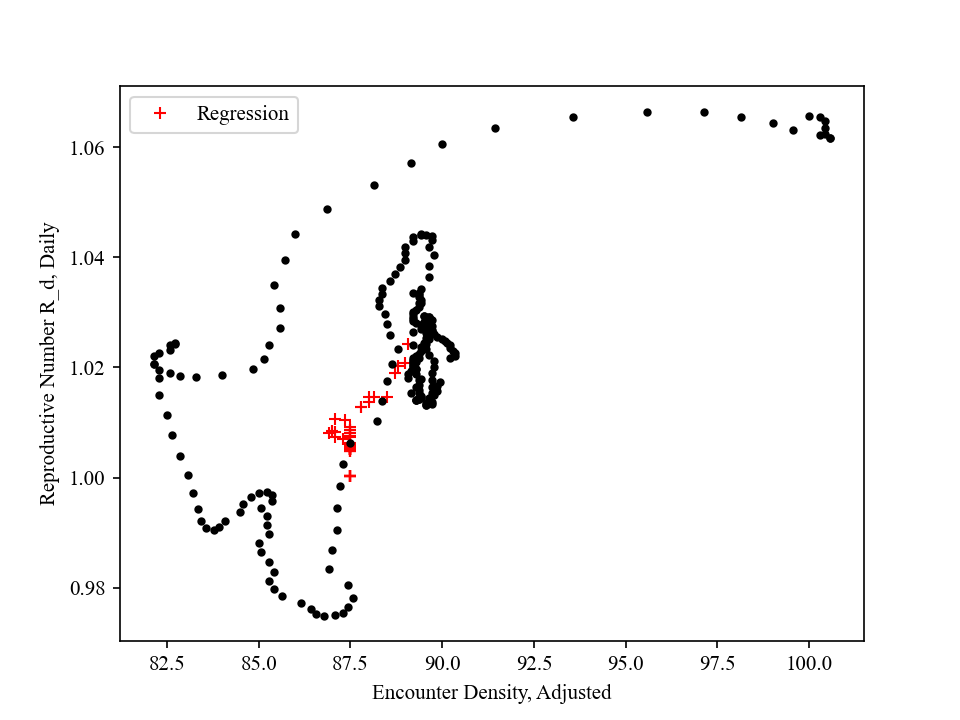 Regression
1.06
1.04
1.02
1.00
0.98
Reproductive Number R_d, Daily
82.5 85.0 87.5 90.0 92.5 95.0 97.5 100.0
Encounter Density, Adjusted